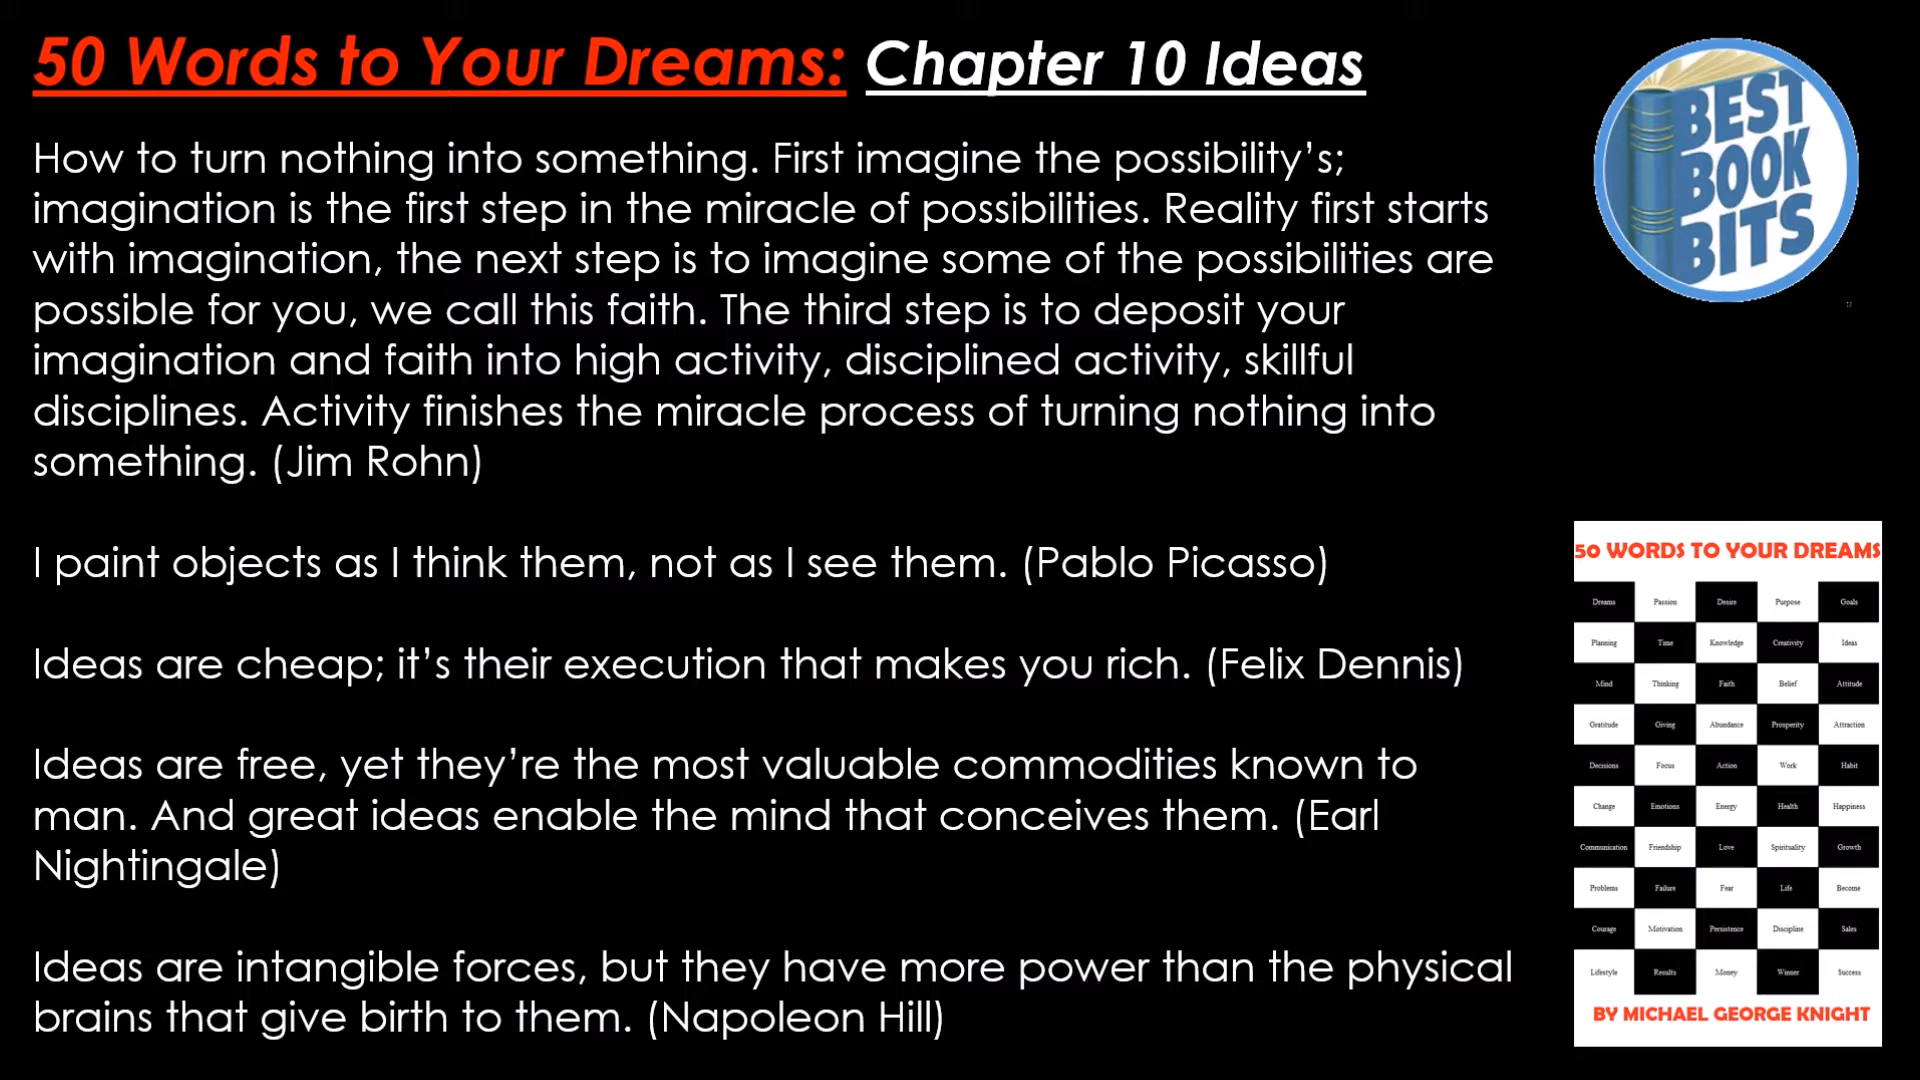 50 Words to Your Dreams: Chapter 10 Ideas
How to turn nothing into something. First imagine the possibility’s;
imagination is the first step in the miracle of possibilities. Reality first starts
with imagination, the next step is to imagine some of the possibilities are
possible for you, we call this faith. The third step is to deposit your
imagination and faith into high activity, disciplined activity, skillful
disciplines. Activity finishes the miracle process of turning nothing into
something. (Jim Rohn)
I paint objects as I think them, not as I see them. (Pablo Picasso)
Ideas are cheap; it’s their execution that makes you rich. (Felix Dennis)
Ideas are free, yet they’re the most valuable commodities known to
man. And great ideas enable the mind that conceives them. (Earl
Nightingale)
Ideas are intangible forces, but they have more power than the physical
brains that give birth to them. (Napoleon Hill)
BEST
BOOK
BITS
50 WORDS TO YOUR DREAMS
Dreams Passion Desire Purpose Goals
Planning Time Knowledge Creativity Ideas
Mind Thinking Faith Belief Attitude
Gratitude Giving Abundance Prosperity Attraction
Decisions Focus Action Work Habit
Change Emotions Energy Health Happiness
Communication Friendship Love Spirituality Growth
Problems Failure Fear Life Become
Courage Motivation Persistence Discipline Sales
Lifestyle Results Money Winner Success
BY MICHAEL GEORGE KNIGHT